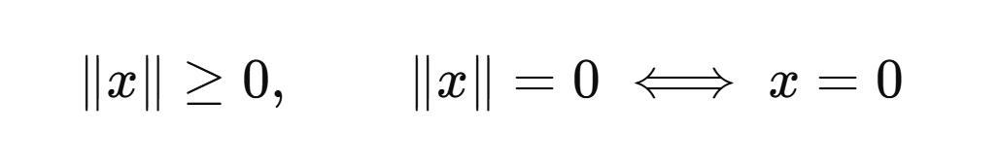 ‖x‖ ≥ 0, ‖x‖ = 0 ⟺ x = 0